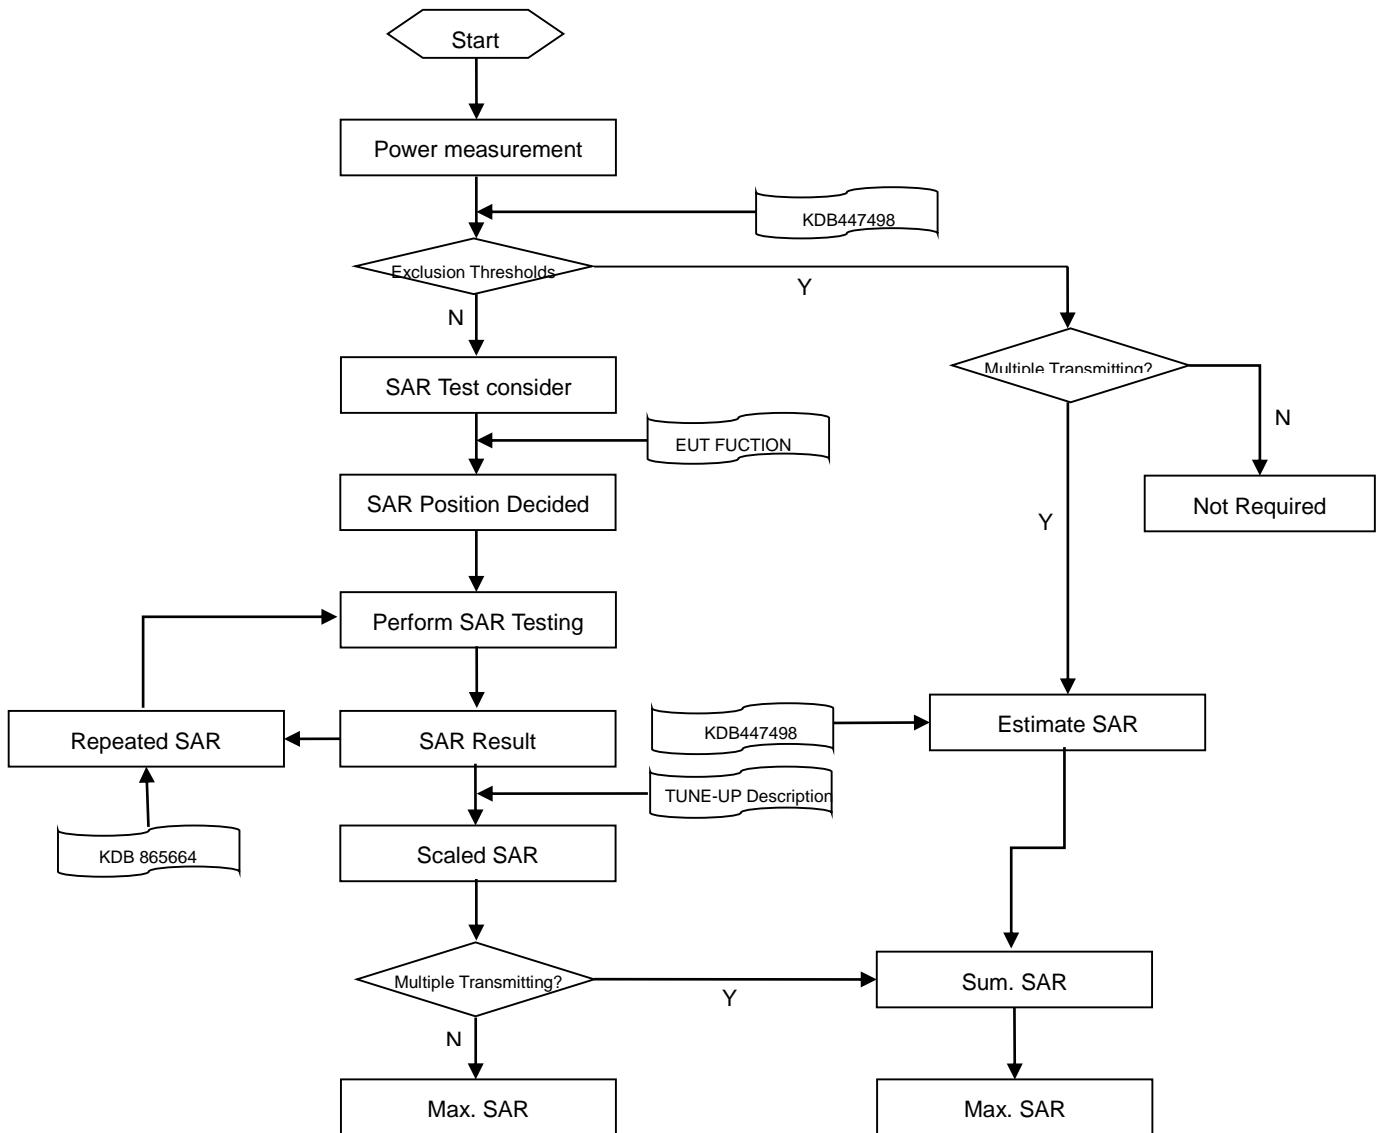 Start
Power measurement
KDB447498
Exclusion Thresholds
Y
N
Multiple Transmitting?
SAR Test consider
N
EUT FUCTION
SAR Position Decided
Not Required
Y
Perform SAR Testing
Repeated SAR
SAR Result
KDB447498
Estimate SAR
TUNE-UP Description
KDB 865664
Scaled SAR
Multiple Transmitting?
Y
Sum. SAR
N
Max. SAR
Max. SAR